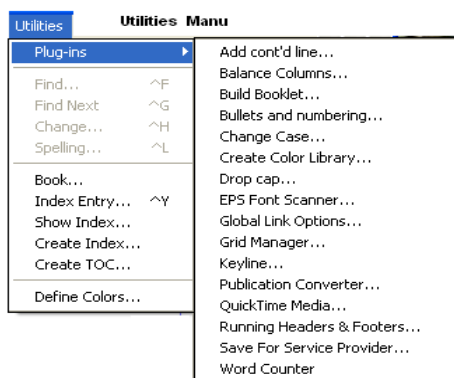 Utilities
Utilities Manu
Plug-ins
Find... ^F
Find Next ^G
Change... ^H
Spelling... ^L
Book...
Index Entry... ^Y
Show Index...
Create Index...
Create TOC...
Define Colors...
Add cont'd line...
Balance Columns...
Build Booklet...
Bullets and numbering...
Change Case...
Create Color Library...
Drop cap...
EPS Font Scanner...
Global Link Options...
Grid Manager...
Keyline...
Publication Converter...
QuickTime Media...
Running Headers & Footers...
Save For Service Provider...
Word Counter